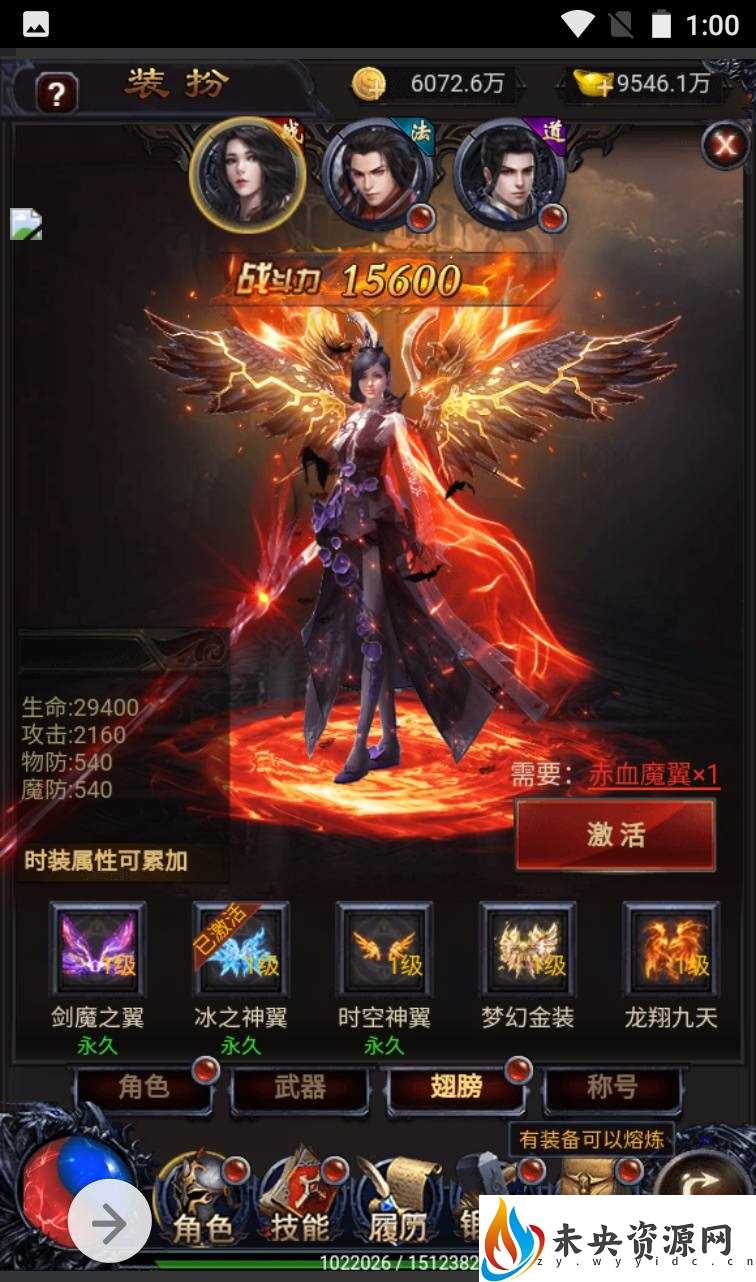 1:00
?
装扮
6072.6万
9546.1万
战
法
道
X
战斗力 15600
生命:29400
攻击:2160
物防:540
魔防:540
时装属性可累加
需要: 赤血魔翼×1
激活
1级
已激活
1级
1级
1级
1级
剑魔之翼
冰之神翼
时空神翼
梦幻金装
龙翔九天
永久
永久
永久
角色
武器
翅膀
称号
有装备可以熔炼
角色
技能
履历
1022026 / 1512382
未央资源网
zy.wyyidc.cn